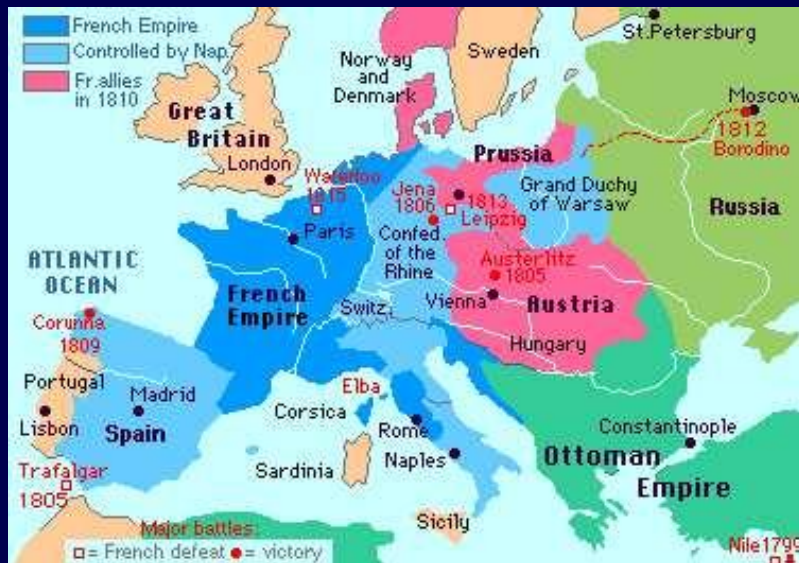 French Empire
Controlled by Nap.
Fr.allies
in 1810
Great
Britain
London
Norway
and
Denmark
Sweden
St.Petersburg
Moscow
1812
Borodino
Russia
Waterloo
1815
Paris
Prussia
Jena
1806
1813
Leipzig
Grand Duchy
of Warsaw
Confed.
of the
Rhine
Austerlitz
1805
Vienna
Austria
Hungary
Switz.
French
Empire
ATLANTIC
OCEAN
Corunna
1809
Portugal
Lisbon
Madrid
Spain
Trafalgar
1805
Elba
Corsica
Rome
Naples
Sardinia
Sicily
Constantinople
Ottoman
Empire
Nile1799
Major battles:
= French defeat = victory